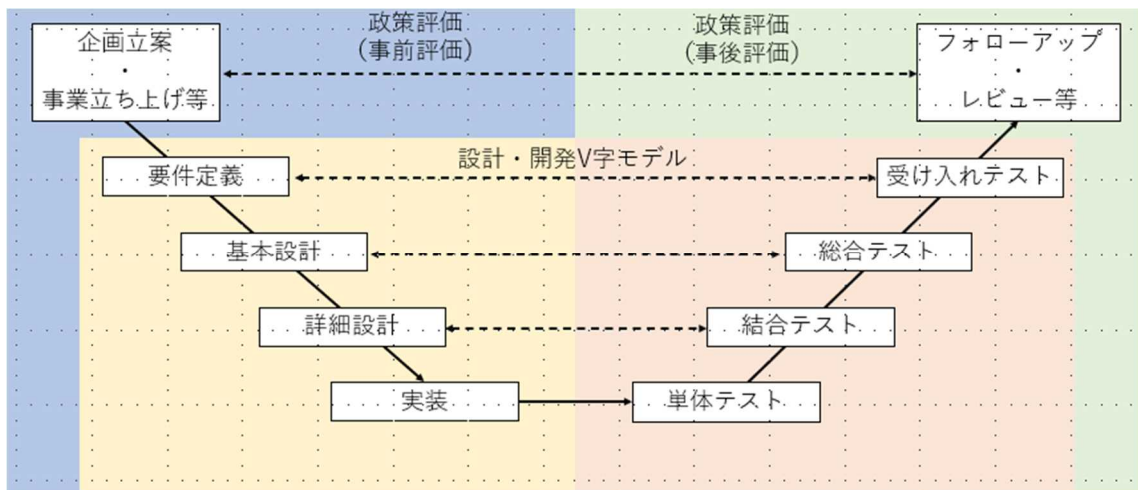 企画立案
・
事業立ち上げ等
政策評価
(事前評価)
政策評価
(事後評価)
フォローアップ
・
レビュー等
設計・開発V字モデル
要件定義
受け入れテスト
基本設計
総合テスト
詳細設計
結合テスト
実装
単体テスト